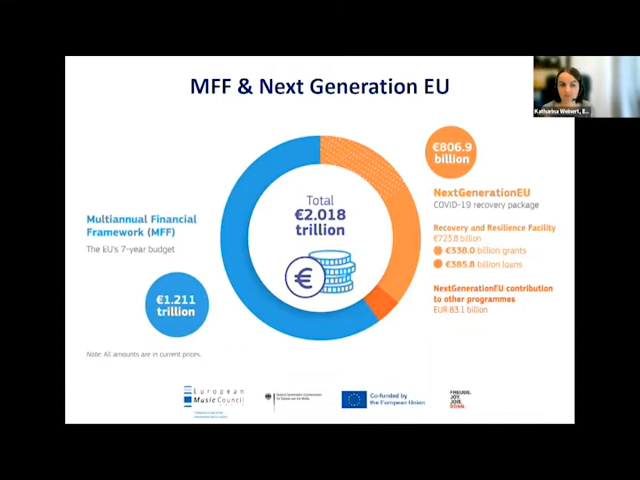 MFF & Next Generation EU
Katharina Weinert, E...
€806.9
billion
NextGenerationEU
COVID-19 recovery package
Total
€2.018
trillion
Multiannual Financial
Framework (MFF)
The EU's 7-year budget
Recovery and Resilience Facility
€723.8 billion
€338.0 billion grants
€385.8 billion loans
€1.211
trillion
NextGenerationEU contribution
to other programmes
EUR 83.1 billion
Note: All amounts are in current prices.
European
Music Council
Co-funded by
the European Union
FREUDE.
JOY.
JOIE.
BONN.